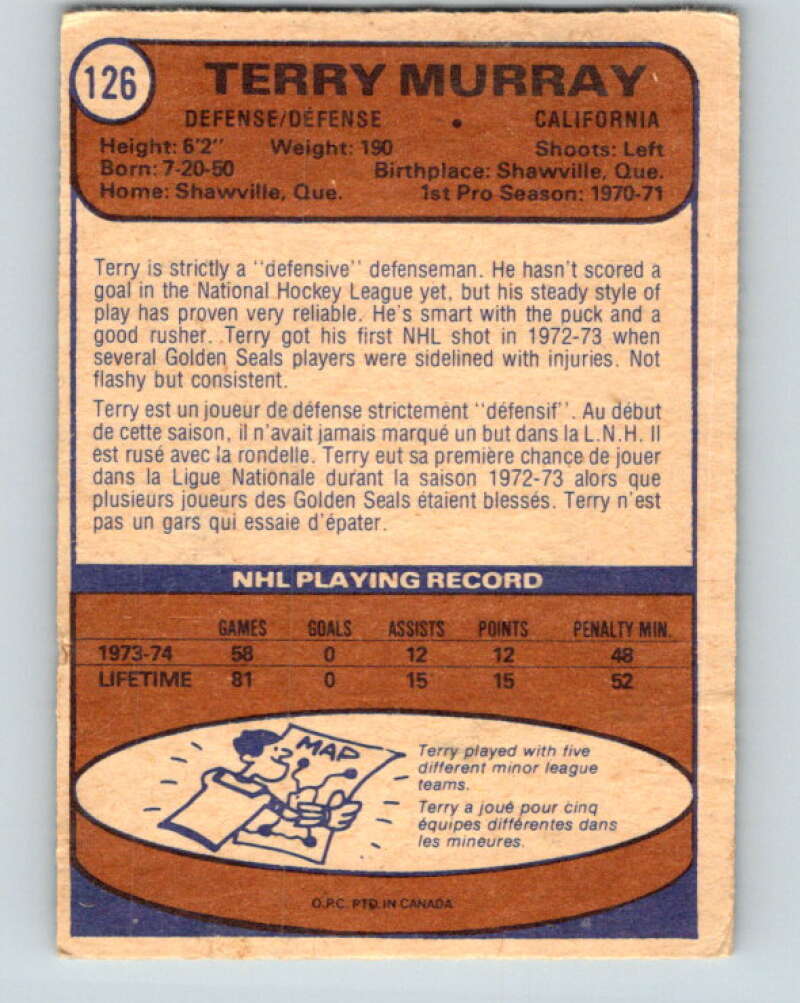 126
TERRY MURRAY
DEFENSE/DÉFENSE • CALIFORNIA
Height: 6'2" Weight: 190 Shoots: Left
Born: 7-20-50 Birthplace: Shawville, Que.
Home: Shawville, Que. 1st Pro Season: 1970-71
Terry is strictly a "defensive" defenseman. He hasn't scored a
goal in the National Hockey League yet, but his steady style of
play has proven very reliable. He's smart with the puck and a
good rusher. Terry got his first NHL shot in 1972-73 when
several Golden Seals players were sidelined with injuries. Not
flashy but consistent.
Terry est un joueur de défense strictement "défensif". Au début
de cette saison, il n'avait jamais marqué un but dans la L.N.H. Il
est rusé avec la rondelle. Terry eut sa première chance de jouer
dans la Ligue Nationale durant la saison 1972-73 alors que
plusieurs joueurs des Golden Seals étaient blessés. Terry n'est
pas un gars qui essaie d'épater.
NHL PLAYING RECORD
GAMES GOALS ASSISTS POINTS PENALTY MIN.
1973-74 58 0 12 12 48
LIFETIME 81 0 15 15 52
MAP
Terry played with five
different minor league
teams.
Terry a joué pour cinq
équipes différentes dans
les mineures.
O.P.C. PTD. IN CANADA